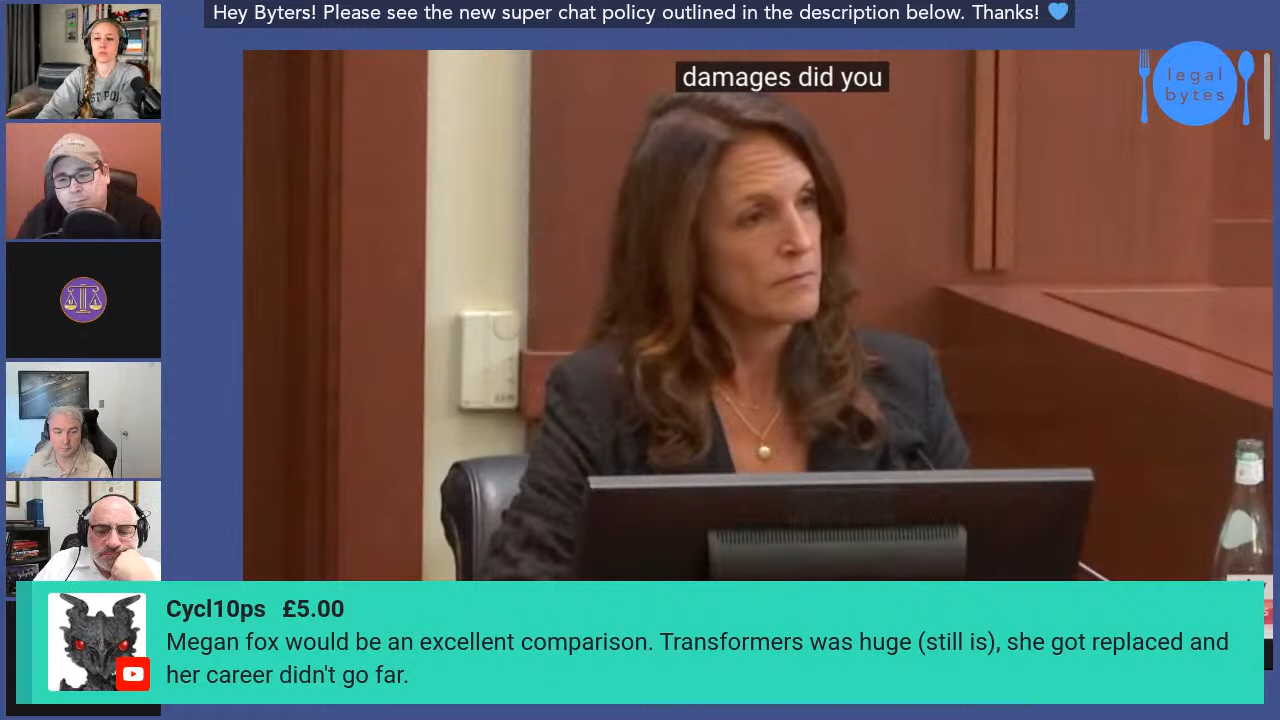 Hey Byters! Please see the new super chat policy outlined in the description below. Thanks! 💙
damages did you
legal
bytes
Cycl10ps £5.00
Megan fox would be an excellent comparison. Transformers was huge (still is), she got replaced and
her career didn't go far.